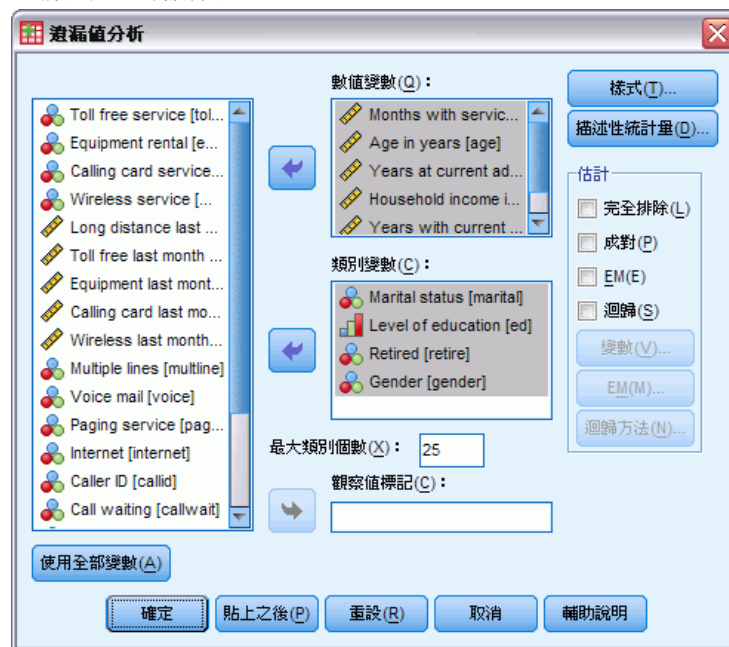 遺漏值分析
數值變數(Q)：
樣式(T)...
描述性統計量(D)...
Toll free service [tol...
Equipment rental [e...
Calling card service...
Wireless service [...
Long distance last ...
Toll free last month ...
Equipment last mont...
Calling card last mo...
Wireless last month...
Multiple lines [multline]
Voice mail [voice]
Paging service [pag...
Internet [internet]
Caller ID [callid]
Call waiting [callwait]
Months with servic...
Age in years [age]
Years at current ad...
Household income i...
Years with current ...
類別變數(C)：
Marital status [marital]
Level of education [ed]
Retired [retire]
Gender [gender]
最大類別個數(X)： 25
觀察值標記(C)：
估計
完全排除(L)
成對(P)
EM(E)
迴歸(S)
變數(V)...
EM(M)...
迴歸方法(N)...
使用全部變數(A)
確定
貼上之後(P)
重設(R)
取消
輔助說明